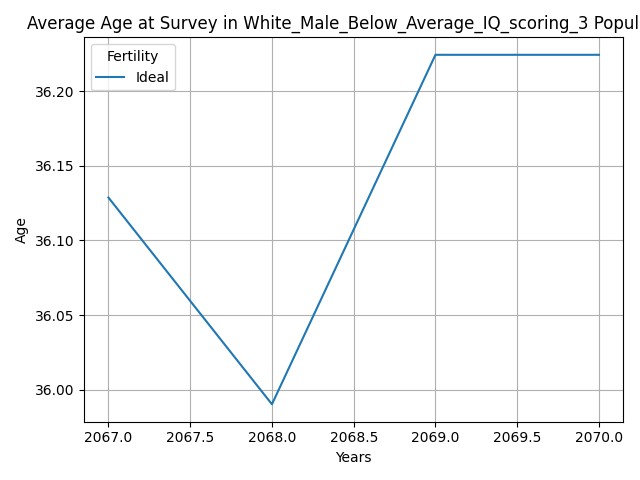 Average Age at Survey in White_Male_Below_Average_IQ_scoring_3 Popul
Fertility
Ideal
36.20
36.15
36.10
36.05
36.00
Age
2067.0 2067.5 2068.0 2068.5 2069.0 2069.5 2070.0
Years